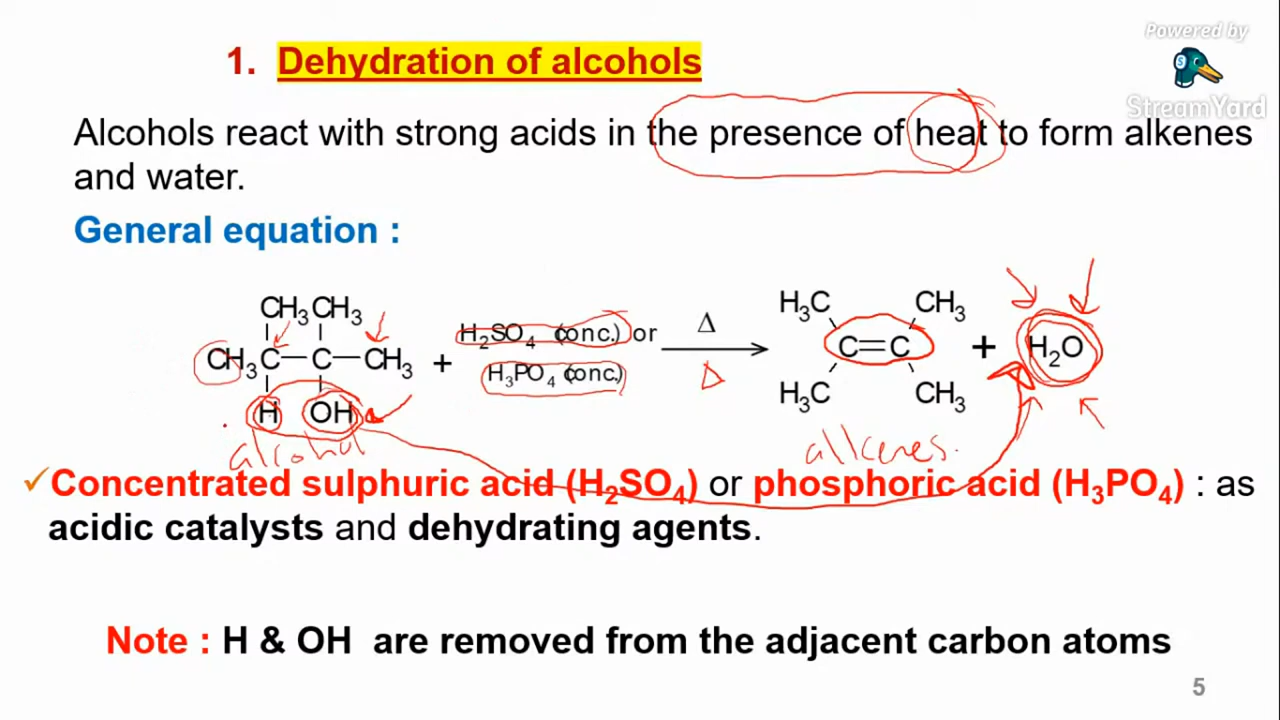 Powered by
StreamYard
1. Dehydration of alcohols
Alcohols react with strong acids in the presence of heat to form alkenes
and water.
General equation :
CH₃ CH₃
CH₃C—C—CH₃ + H₂SO₄ (conc.) or H₃PO₄ (conc.) Δ
H OH
H₃C CH₃
C=C + H₂O
H₃C CH₃
Δ
alcohol
alkenes.
✓Concentrated sulphuric acid (H₂SO₄) or phosphoric acid (H₃PO₄) : as
acidic catalysts and dehydrating agents.
Note : H & OH are removed from the adjacent carbon atoms
5